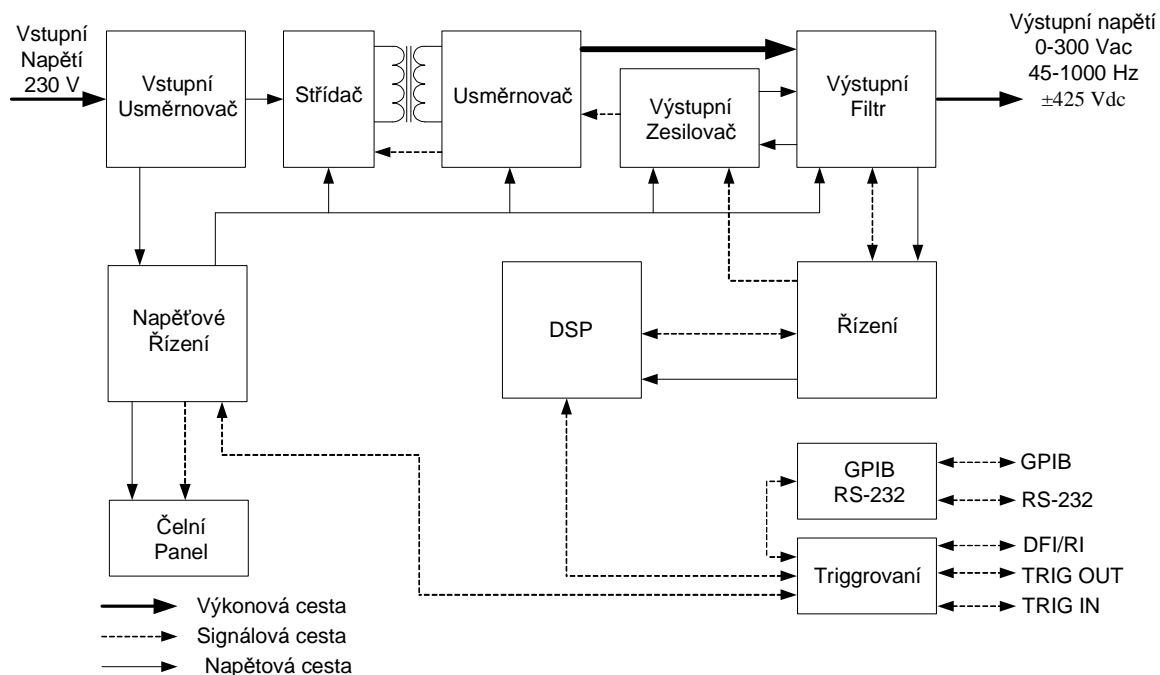 Vstupní
Napětí
230 V
Vstupní
Usměrnovač
Střídač
Usměrnovač
Výstupní
Zesilovač
Výstupní
Filtr
Výstupní napětí
0-300 Vac
45-1000 Hz
±425 Vdc
Napěťové
Řízení
DSP
Řízení
Čelní
Panel
GPIB
RS-232
GPIB
RS-232
Triggrovaní
DFI/RI
TRIG OUT
TRIG IN
Výkonová cesta
Signálová cesta
Napětová cesta